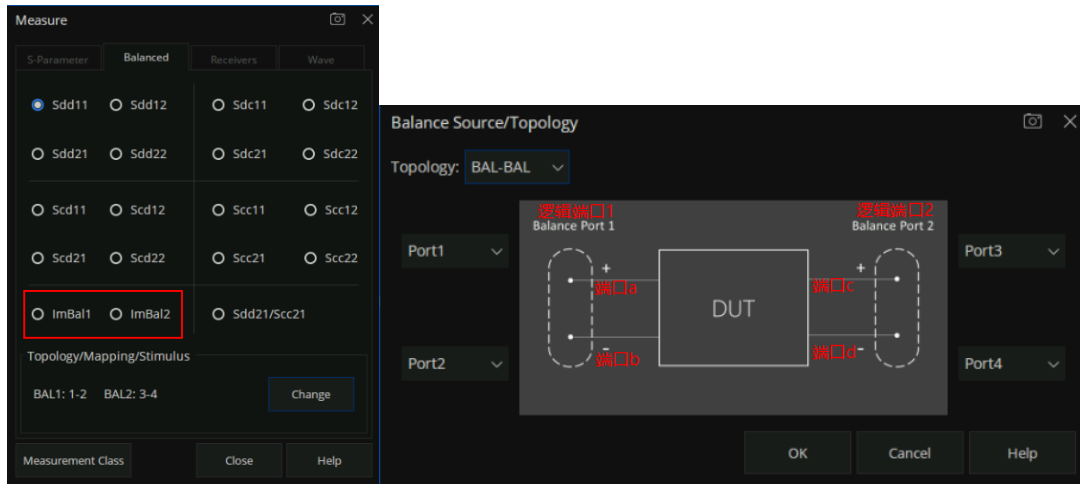 Measure
S-Parameter Balanced Receivers Wave
Sdd11 Sdd12 Sdc11 Sdc12
Sdd21 Sdd22 Sdc21 Sdc22
Scd11 Scd12 Scc11 Scc12
Scd21 Scd22 Scc21 Scc22
ImBal1 ImBal2 Sdd21/Scc21
Topology/Mapping/Stimulus
BAL1: 1-2 BAL2: 3-4 Change
Measurement Class Close Help
Balance Source/Topology
Topology: BAL-BAL
逻辑端口1 逻辑端口2
Balance Port 1 Balance Port 2
Port1 Port3
+ +
端口a 端口c
DUT
- -
端口b 端口d
Port2 Port4
OK Cancel Help